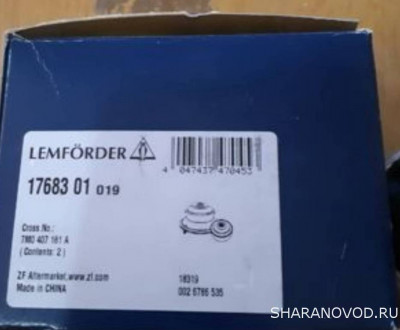 LEMFÖRDER
17683 01 019
4 047437 470453
Cross No.:
7M0 407 181 A
( Contents: 2 )
ZF Aftermarket,www.zf.com
Made in CHINA
18319
002 6786 535
SHARANOVOD.RU